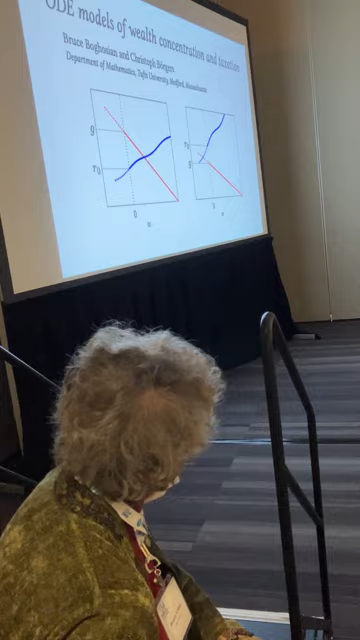 ODE models of wealth concentration and taxation
Bruce Boghosian and Christoph Börgers
Department of Mathematics, Tufts University, Medford, Massachusetts
0